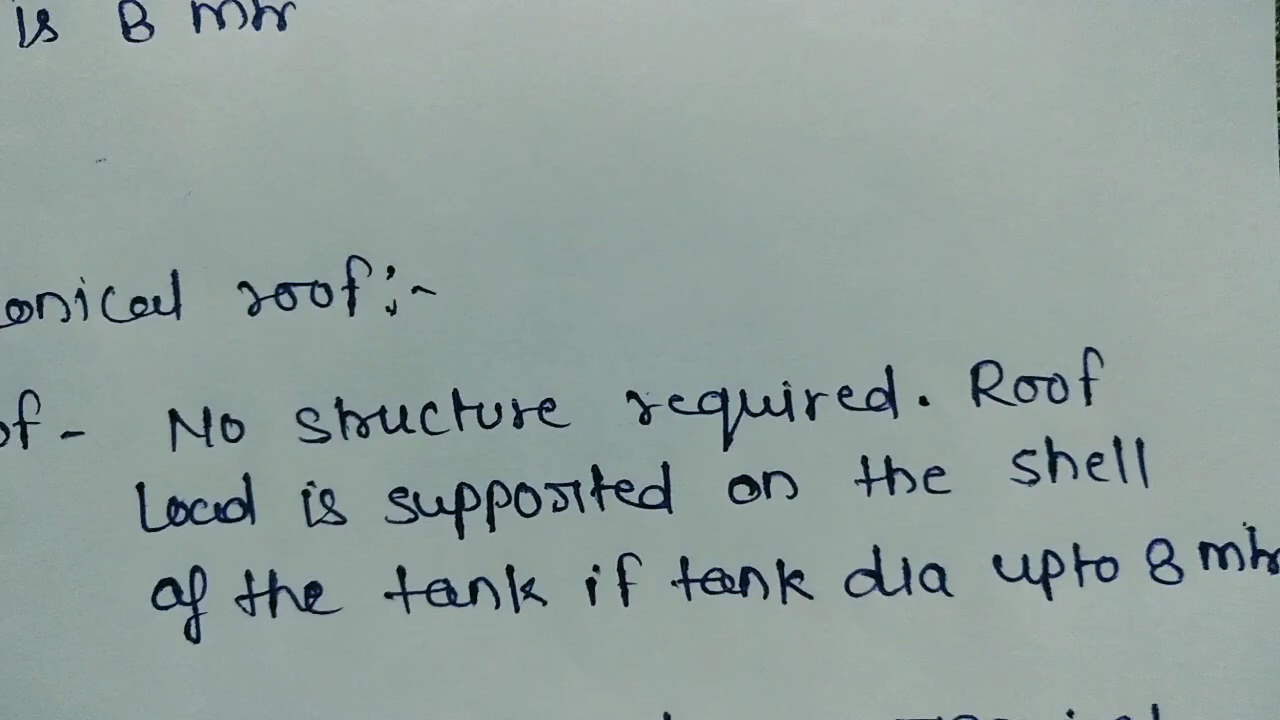 is 8 mtr
onical roof:-
of - No structure required. Roof
Load is supported on the shell
of the tank if tank dia upto 8 mtr